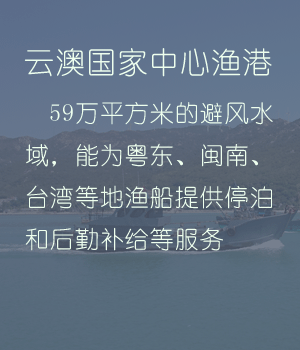 云澳国家中心渔港
59万平方米的避风水
域，能为粤东、闽南、
台湾等地渔船提供停泊
和后勤补给等服务